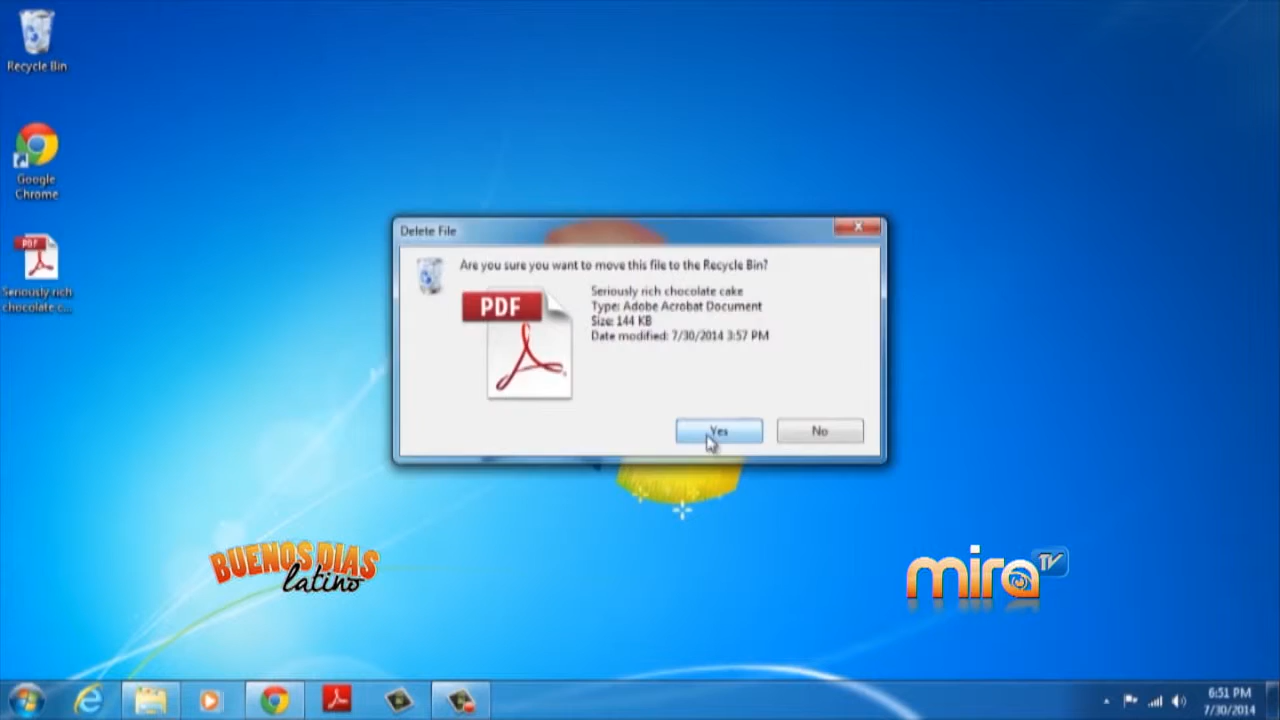 Recycle Bin
Google
Chrome
PDF
Seriously rich
chocolate c...
Delete File
Are you sure you want to move this file to the Recycle Bin?
PDF
Seriously rich chocolate cake
Type: Adobe Acrobat Document
Size: 144 KB
Date modified: 7/30/2014 3:57 PM
Yes
No
BUENOS DIAS
latino
mira TV
6:51 PM
7/30/2014